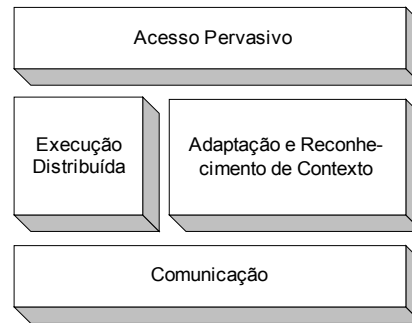 Acesso Pervasivo
Execução
Distribuída
Adaptação e Reconhe-
cimento de Contexto
Comunicação